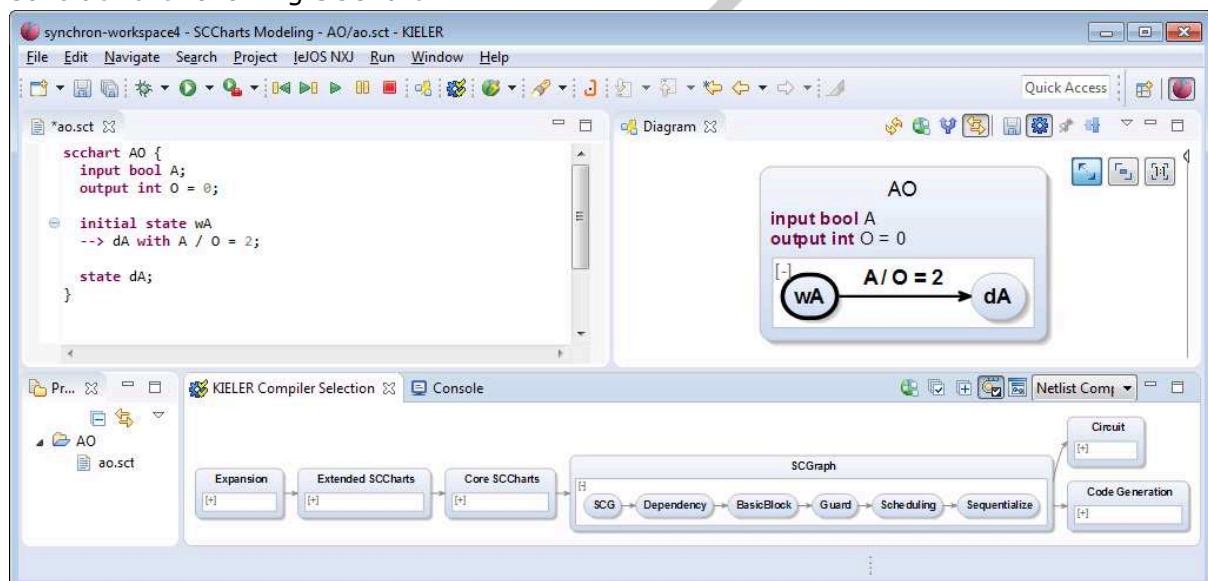 synchron-workspace4 - SCCharts Modeling - AO/ao.sct - KIELER
File Edit Navigate Search Project leJOS NXJ Run Window Help
Quick Access
*ao.sct
scchart AO {
input bool A;
output int O = 0;
initial state wA
--> dA with A / O = 2;
state dA;
}
Diagram
AO
input bool A
output int O = 0
[-]
A / O = 2
wA
dA
Pr...
AO
ao.sct
KIELER Compiler Selection
Console
Netlist Com
Expansion
[+]
Extended SCCharts
[+]
Core SCCharts
[+]
SCGraph
[-]
SCG
Dependency
BasicBlock
Guard
Scheduling
Sequentialize
Circuit
[+]
Code Generation
[+]